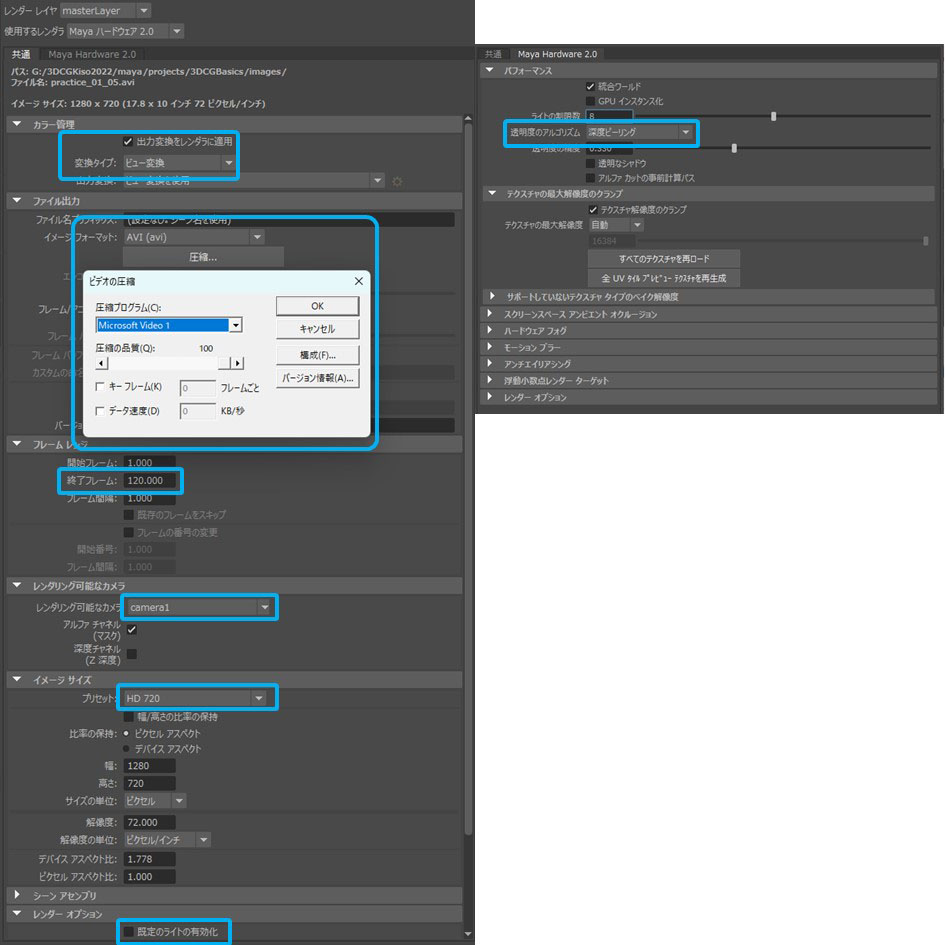 レンダー レイヤ masterLayer
使用するレンダラ Maya ハードウェア 2.0
共通 Maya Hardware 2.0
パス: G:/3DCGKiso2022/maya/projects/3DCGBasics/images/
ファイル名: practice_01_05.avi
イメージ サイズ: 1280 x 720 (17.8 x 10 インチ 72 ピクセル/インチ)
カラー管理
出力変換をレンダラに適用
変換タイプ: ビュー変換
出力変換: ビュー変換を使用
ファイル出力
ファイル名プリフィックス: (設定なし: シーン名を使用)
イメージ フォーマット: AVI (avi)
圧縮...
フレーム/アニ
フレーム
フレーム パ
カスタムの
バージョ
ビデオの圧縮
圧縮プログラム(C):
Microsoft Video 1
圧縮の品質(Q): 100
キー フレーム(K) 0 フレームごと
データ速度(D) 0 KB/秒
OK
キャンセル
構成(F)...
バージョン情報(A)...
フレーム レンジ
開始フレーム: 1.000
終了フレーム: 120.000
フレーム間隔: 1.000
既存のフレームをスキップ
フレームの番号の変更
開始番号: 1.000
フレーム間隔: 1.000
レンダリング可能なカメラ
レンダリング可能なカメラ camera1
アルファ チャネル
(マスク)
深度チャネル
(Z 深度)
イメージ サイズ
プリセット: HD 720
幅/高さの比率の保持
比率の保持: ピクセル アスペクト
デバイス アスペクト
幅: 1280
高さ: 720
サイズの単位: ピクセル
解像度: 72.000
解像度の単位: ピクセル/インチ
デバイス アスペクト比: 1.778
ピクセル アスペクト比: 1.000
シーン アセンブリ
レンダー オプション
既定のライトの有効化
共通 Maya Hardware 2.0
パフォーマンス
統合ワールド
GPU インスタンス化
ライトの制限数 8
透明度のアルゴリズム 深度ピーリング
透明度の精度 0.330
透明なシャドウ
アルファ カットの事前計算パス
テクスチャの最大解像度のクランプ
テクスチャ解像度のクランプ
テクスチャの最大解像度 自動
16384
すべてのテクスチャを再ロード
全 UV タイル プレビュー テクスチャを再生成
サポートしていないテクスチャ タイプのベイク解像度
スクリーンスペース アンビエント オクルージョン
ハードウェア フォグ
モーション ブラー
アンチエイリアシング
浮動小数点レンダー ターゲット
レンダー オプション